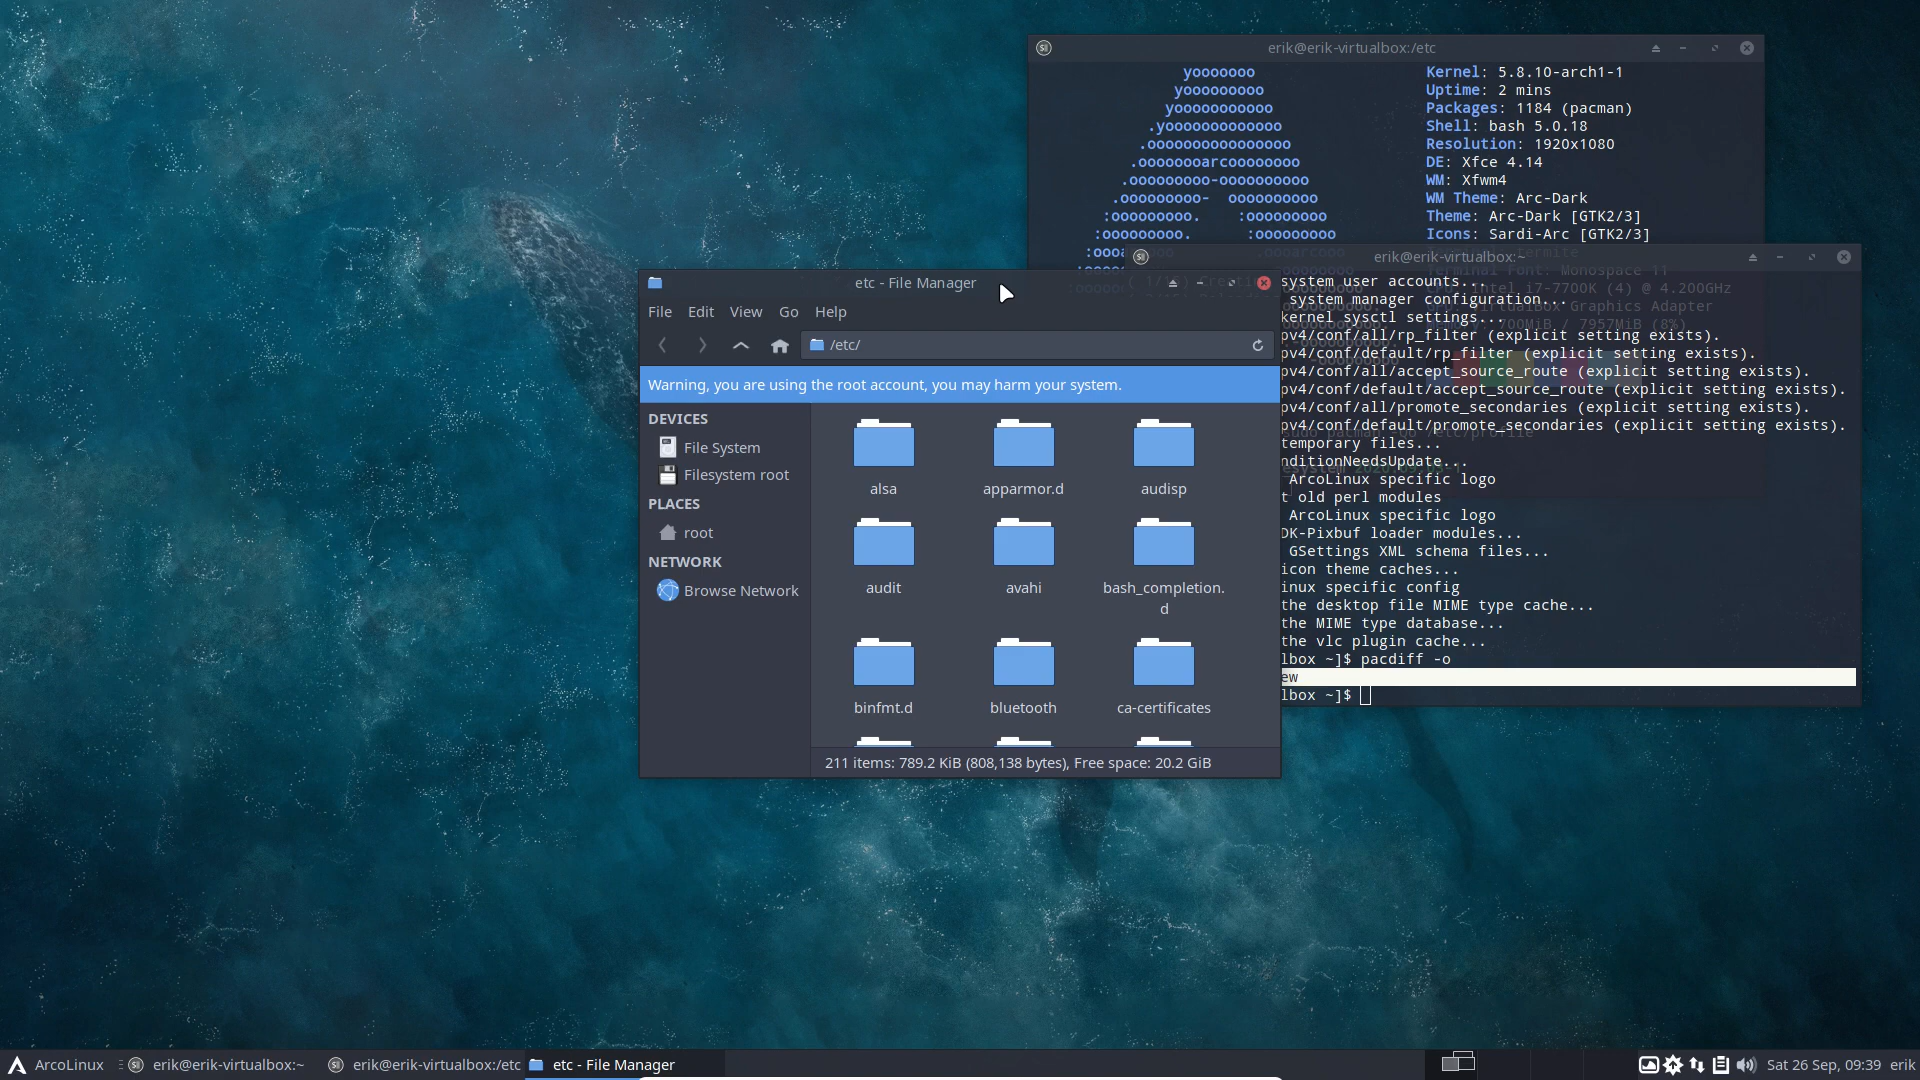 erik@erik-virtualbox:/etc
yooooooo
yooooooooo
yooooooooooo
.yooooooooooooo
.oooooooooooooooo
.ooooooooarcoooooooo
.ooooooooo-oooooooooo
.ooooooooo-  oooooooooo
:ooooooooo.    :ooooooooo
:ooooooooo.      :ooooooooo
Kernel: 5.8.10-arch1-1
Uptime: 2 mins
Packages: 1184 (pacman)
Shell: bash 5.0.18
Resolution: 1920x1080
DE: Xfce 4.14
WM: Xfwm4
WM Theme: Arc-Dark
Theme: Arc-Dark [GTK2/3]
Icons: Sardi-Arc [GTK2/3]
erik@erik-virtualbox:~
system user accounts...
system manager configuration...
kernel sysctl settings...
pv4/conf/all/rp_filter (explicit setting exists).
pv4/conf/default/rp_filter (explicit setting exists).
pv4/conf/all/accept_source_route (explicit setting exists).
pv4/conf/default/accept_source_route (explicit setting exists).
pv4/conf/all/promote_secondaries (explicit setting exists).
pv4/conf/default/promote_secondaries (explicit setting exists).
temporary files...
nditionNeedsUpdate...
ArcoLinux specific logo
t old perl modules
ArcoLinux specific logo
DK-Pixbuf loader modules...
GSettings XML schema files...
icon theme caches...
inux specific config
the desktop file MIME type cache...
the MIME type database...
the vlc plugin cache...
lbox ~]$ pacdiff -o
ew
lbox ~]$
etc - File Manager
File Edit View Go Help
/etc/
Warning, you are using the root account, you may harm your system.
DEVICES
File System
Filesystem root
PLACES
root
NETWORK
Browse Network
alsa
apparmor.d
audisp
audit
avahi
bash_completion.
d
binfmt.d
bluetooth
ca-certificates
211 items: 789.2 KiB (808,138 bytes), Free space: 20.2 GiB
ArcoLinux
erik@erik-virtualbox:~
erik@erik-virtualbox:/etc
etc - File Manager
Sat 26 Sep, 09:39
erik